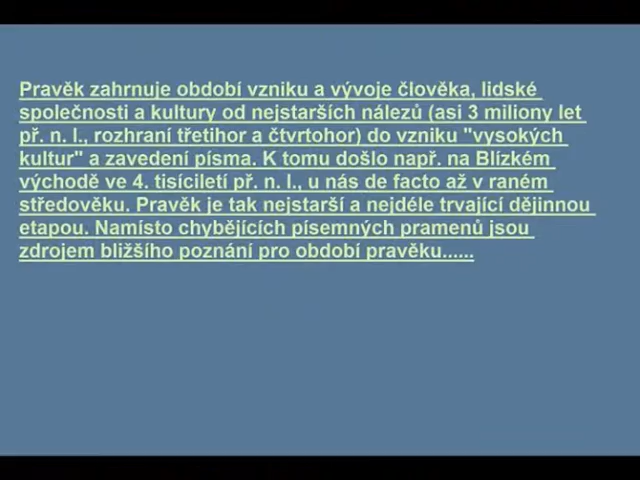 Pravěk zahrnuje období vzniku a vývoje člověka, lidské
společnosti a kultury od nejstarších nálezů (asi 3 miliony let
př. n. l., rozhraní třetihor a čtvrtohor) do vzniku "vysokých
kultur" a zavedení písma. K tomu došlo např. na Blízkém
východě ve 4. tisíciletí př. n. l., u nás de facto až v raném
středověku. Pravěk je tak nejstarší a nejdéle trvající dějinnou
etapou. Namísto chybějících písemných pramenů jsou
zdrojem bližšího poznání pro období pravěku......